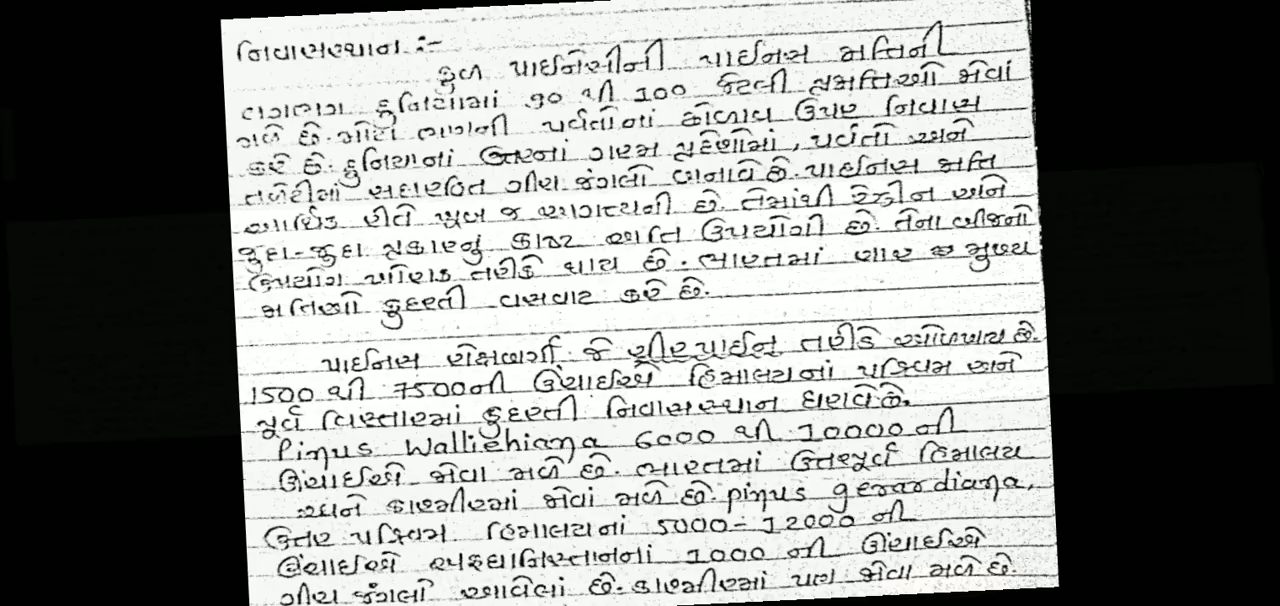 નિવાસસ્થાન :-
કુળ પાઈનેસીની પાઈનસ જાતિની
લગભગ દુનિયામાં 90 થી 100 જેટલી પ્રજાતિઓ જોવાં
મળે છે. મોટા ભાગની પર્વતોનાં ઢોળાવ ઉપર નિવાસ
કરે છે. દુનિયાનાં ઉત્તરનાં ગરમ પ્રદેશોમાં, પર્વતો અને
તળેટીમાં સદાહરિત ગીચ જંગલો બનાવે છે. પાઈનસ જાતિ
આર્થિક રીતે ખુબ જ અગત્યની છે. તેમાંથી રેઝીન અને
જુદા-જુદા પ્રકારનું કાષ્ટ અતિ ઉપયોગી છે. તેના બીજનો
ઉપયોગ ખોરાક તરીકે થાય છે. ભારતમાં ચાર જ મુખ્ય
જાતિઓ કુદરતી વસવાટ કરે છે.
પાઈનસ રોક્ષબર્ગી જે ચીરપાઈન તરીકે ઓળખાય છે.
1500 થી 7500ની ઊંચાઈએ હિમાલયનાં પશ્ચિમ અને
પૂર્વ વિસ્તારમાં કુદરતી નિવાસસ્થાન ધરાવે છે.
Pinus Wallichiana 6000 થી 10000 ની
ઊંચાઈએ જોવા મળે છે. ભારતમાં ઉત્તરપૂર્વ હિમાલય
અને કાશ્મીરમાં જોવાં મળે છે. pinus gerardiana,
ઉત્તર પશ્ચિમ હિમાલયનાં 5000 - 12000 ની
ઊંચાઈએ અફઘાનિસ્તાનનાં 1000 ની ઊંચાઈએ
ગીચ જંગલો આવેલાં છે. કાશ્મીરમાં પણ જોવા મળે છે.